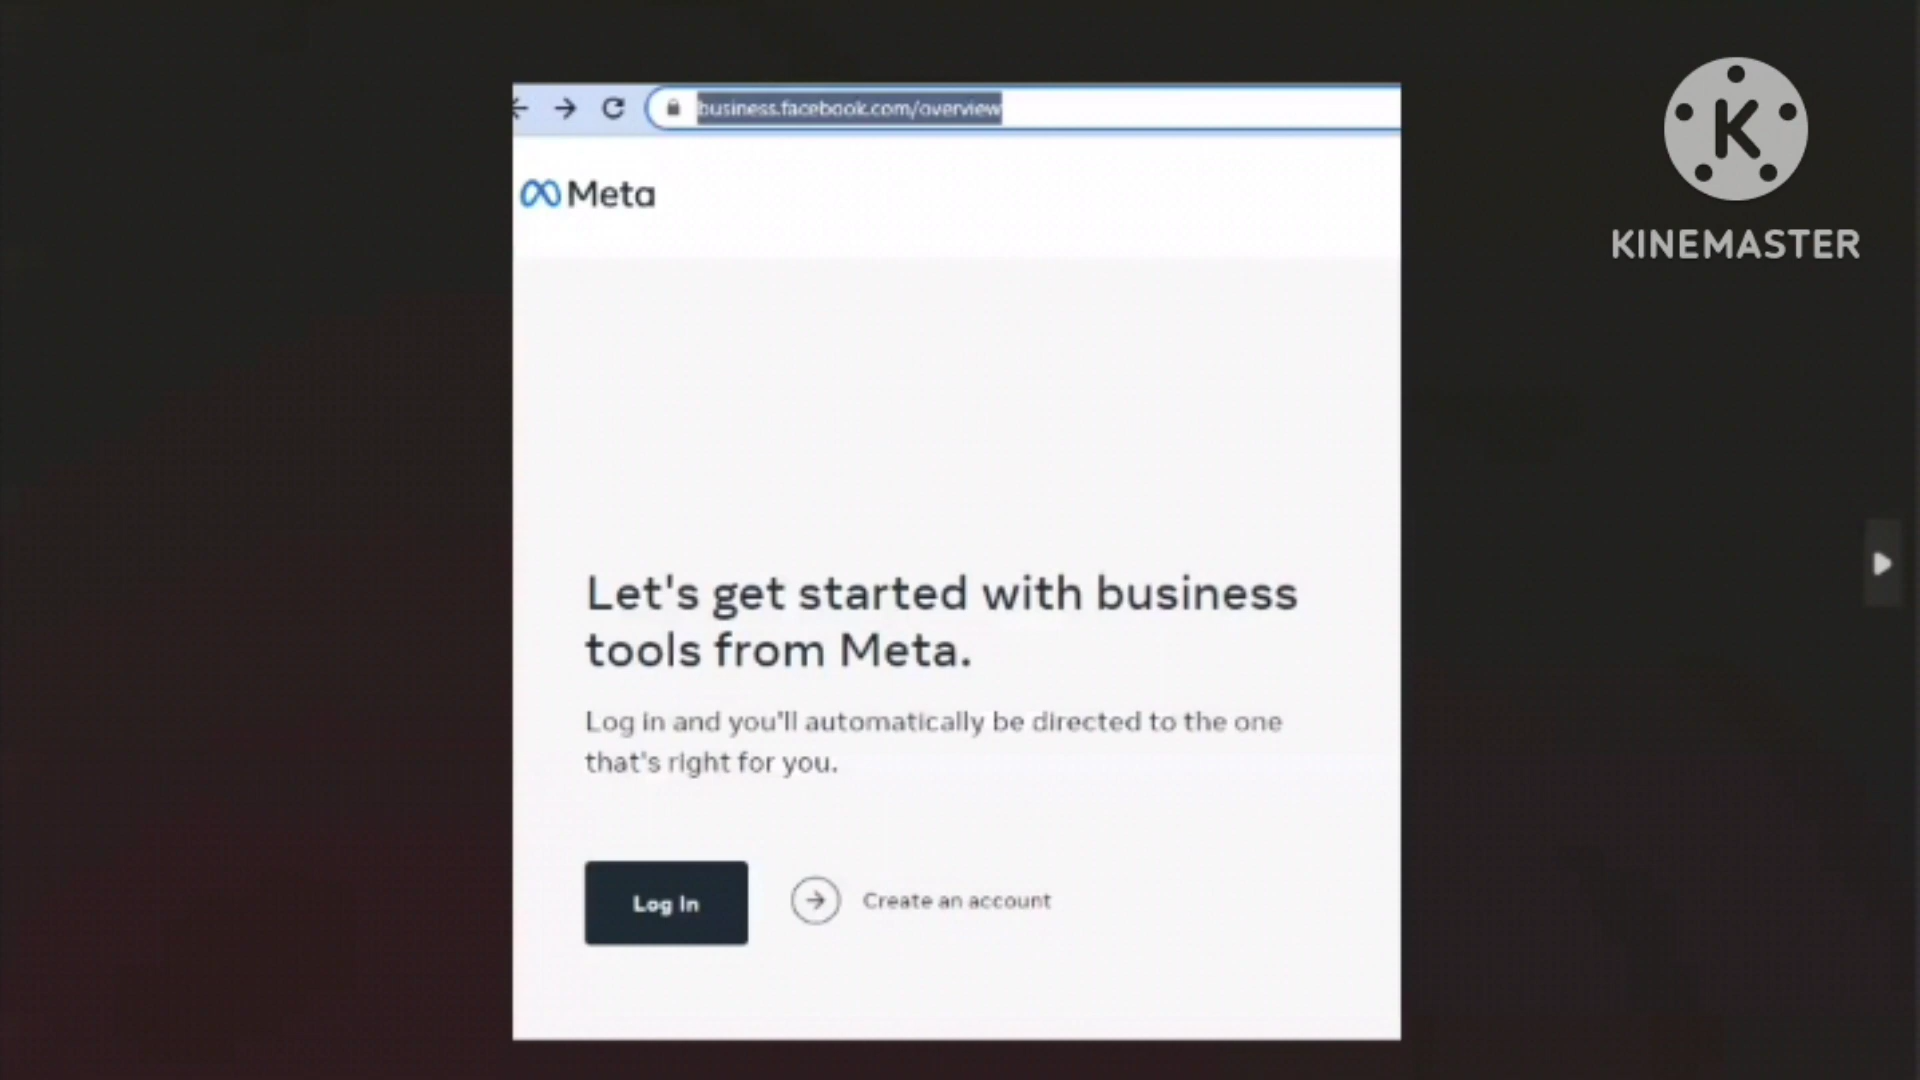 business.facebook.com/overview
Meta
K
KINEMASTER
Let's get started with business
tools from Meta.
Log in and you'll automatically be directed to the one
that's right for you.
Log In
Create an account